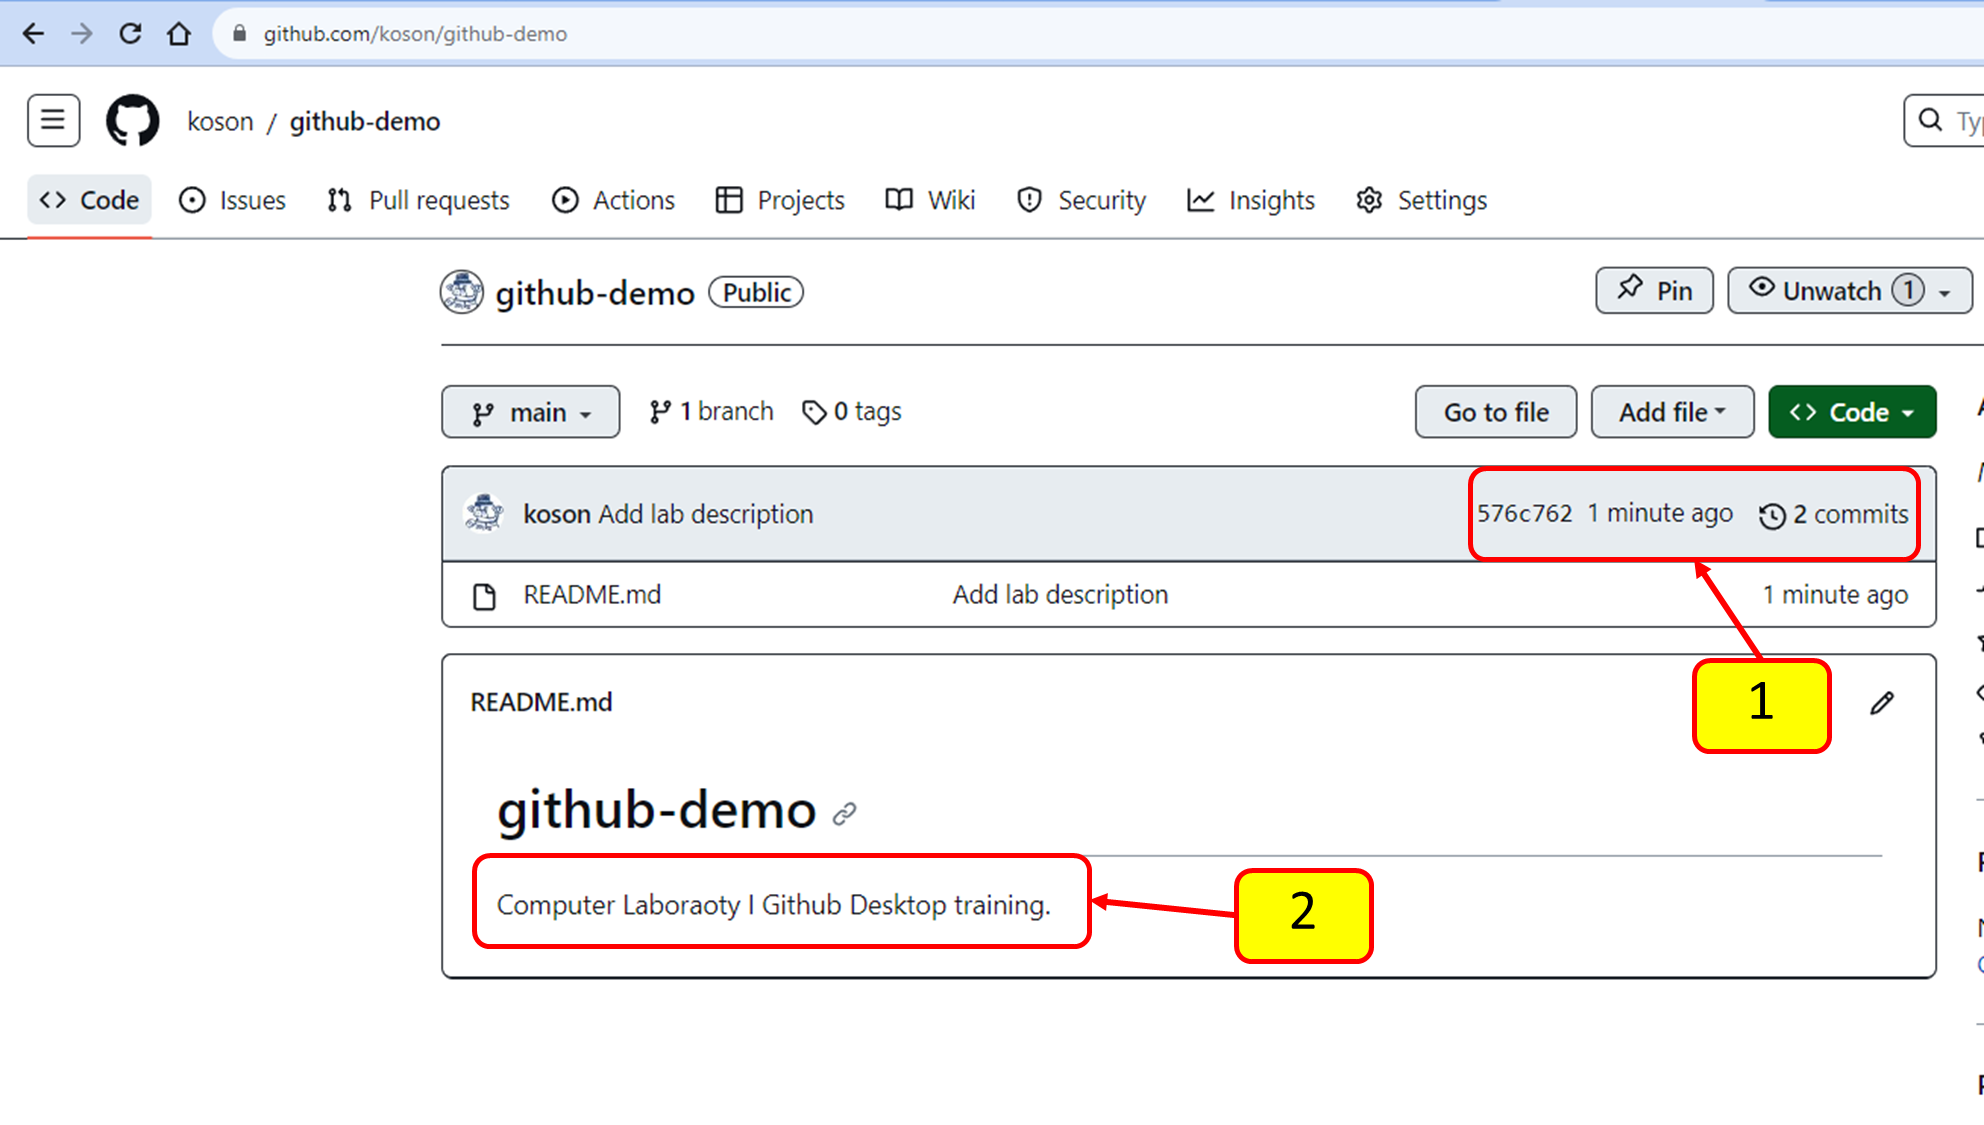 github.com/koson/github-demo
koson / github-demo
Code Issues Pull requests Actions Projects Wiki Security Insights Settings
github-demo Public Pin Unwatch 1
main 1 branch 0 tags Go to file Add file Code
koson Add lab description 576c762 1 minute ago 2 commits
README.md Add lab description 1 minute ago
README.md
1
github-demo
Computer Laboraoty I Github Desktop training.
2